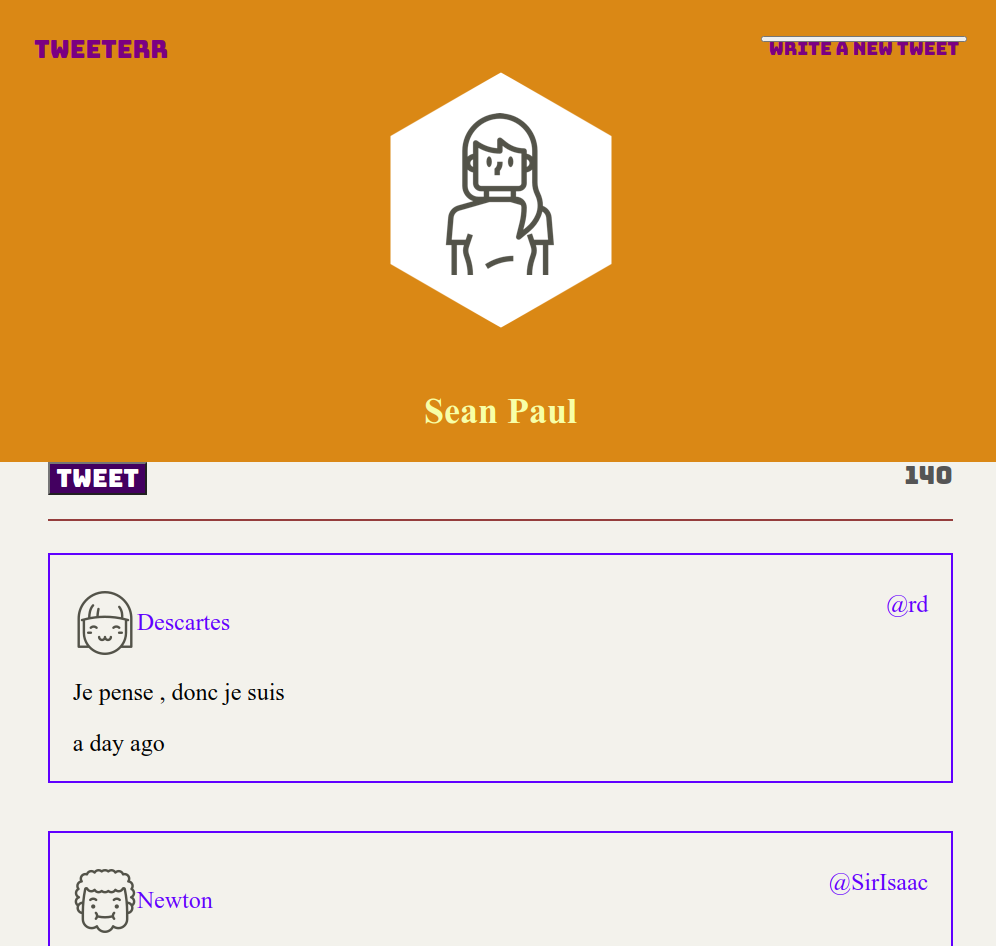 TWEETERR
WRITE A NEW TWEET
Sean Paul
TWEET
140
Descartes
@rd
Je pense , donc je suis
a day ago
Newton
@SirIsaac